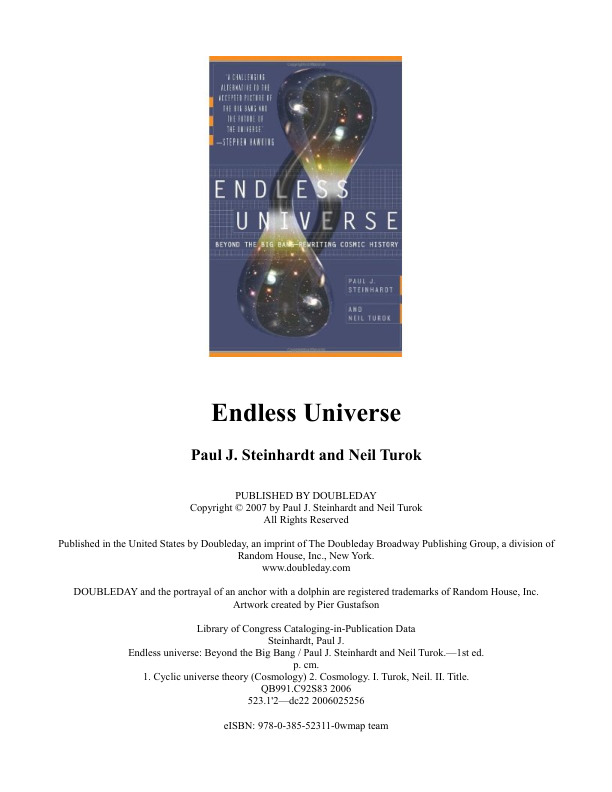 "A CHALLENGING
ALTERNATIVE TO THE
ACCEPTED PICTURE OF
THE BIG BANG AND
THE FUTURE OF
THE UNIVERSE"
—STEPHEN HAWKING
ENDLESS
UNIVERSE
BEYOND THE BIG BANG—REWRITING COSMIC HISTORY
PAUL J.
STEINHARDT
AND
NEIL TUROK
Endless Universe
Paul J. Steinhardt and Neil Turok
PUBLISHED BY DOUBLEDAY
Copyright © 2007 by Paul J. Steinhardt and Neil Turok
All Rights Reserved
Published in the United States by Doubleday, an imprint of The Doubleday Broadway Publishing Group, a division of
Random House, Inc., New York.
www.doubleday.com
DOUBLEDAY and the portrayal of an anchor with a dolphin are registered trademarks of Random House, Inc.
Artwork created by Pier Gustafson
Library of Congress Cataloging-in-Publication Data
Steinhardt, Paul J.
Endless universe: Beyond the Big Bang / Paul J. Steinhardt and Neil Turok.—1st ed.
p. cm.
1. Cyclic universe theory (Cosmology) 2. Cosmology. I. Turok, Neil. II. Title.
QB991.C92S83 2006
523.1'2—dc22 2006025256
eISBN: 978-0-385-52311-0wmap team